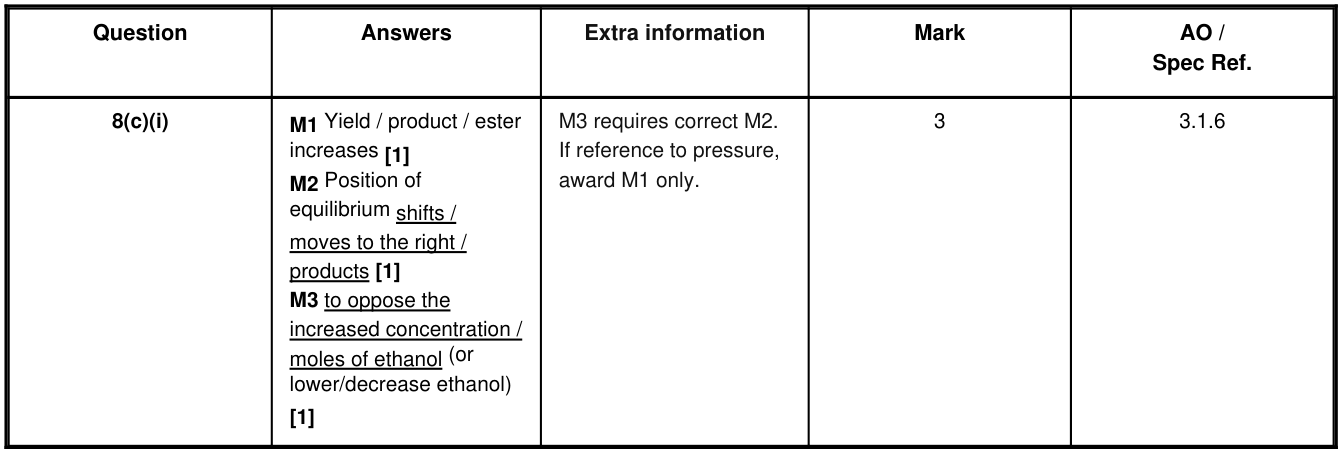 Question Answers Extra information Mark AO /
Spec Ref.
8(c)(i)
M1 Yield / product / ester
increases [1]
M2 Position of
equilibrium shifts /
moves to the right /
products [1]
M3 to oppose the
increased concentration /
moles of ethanol (or
lower/decrease ethanol)
[1]
M3 requires correct M2.
If reference to pressure,
award M1 only.
3
3.1.6